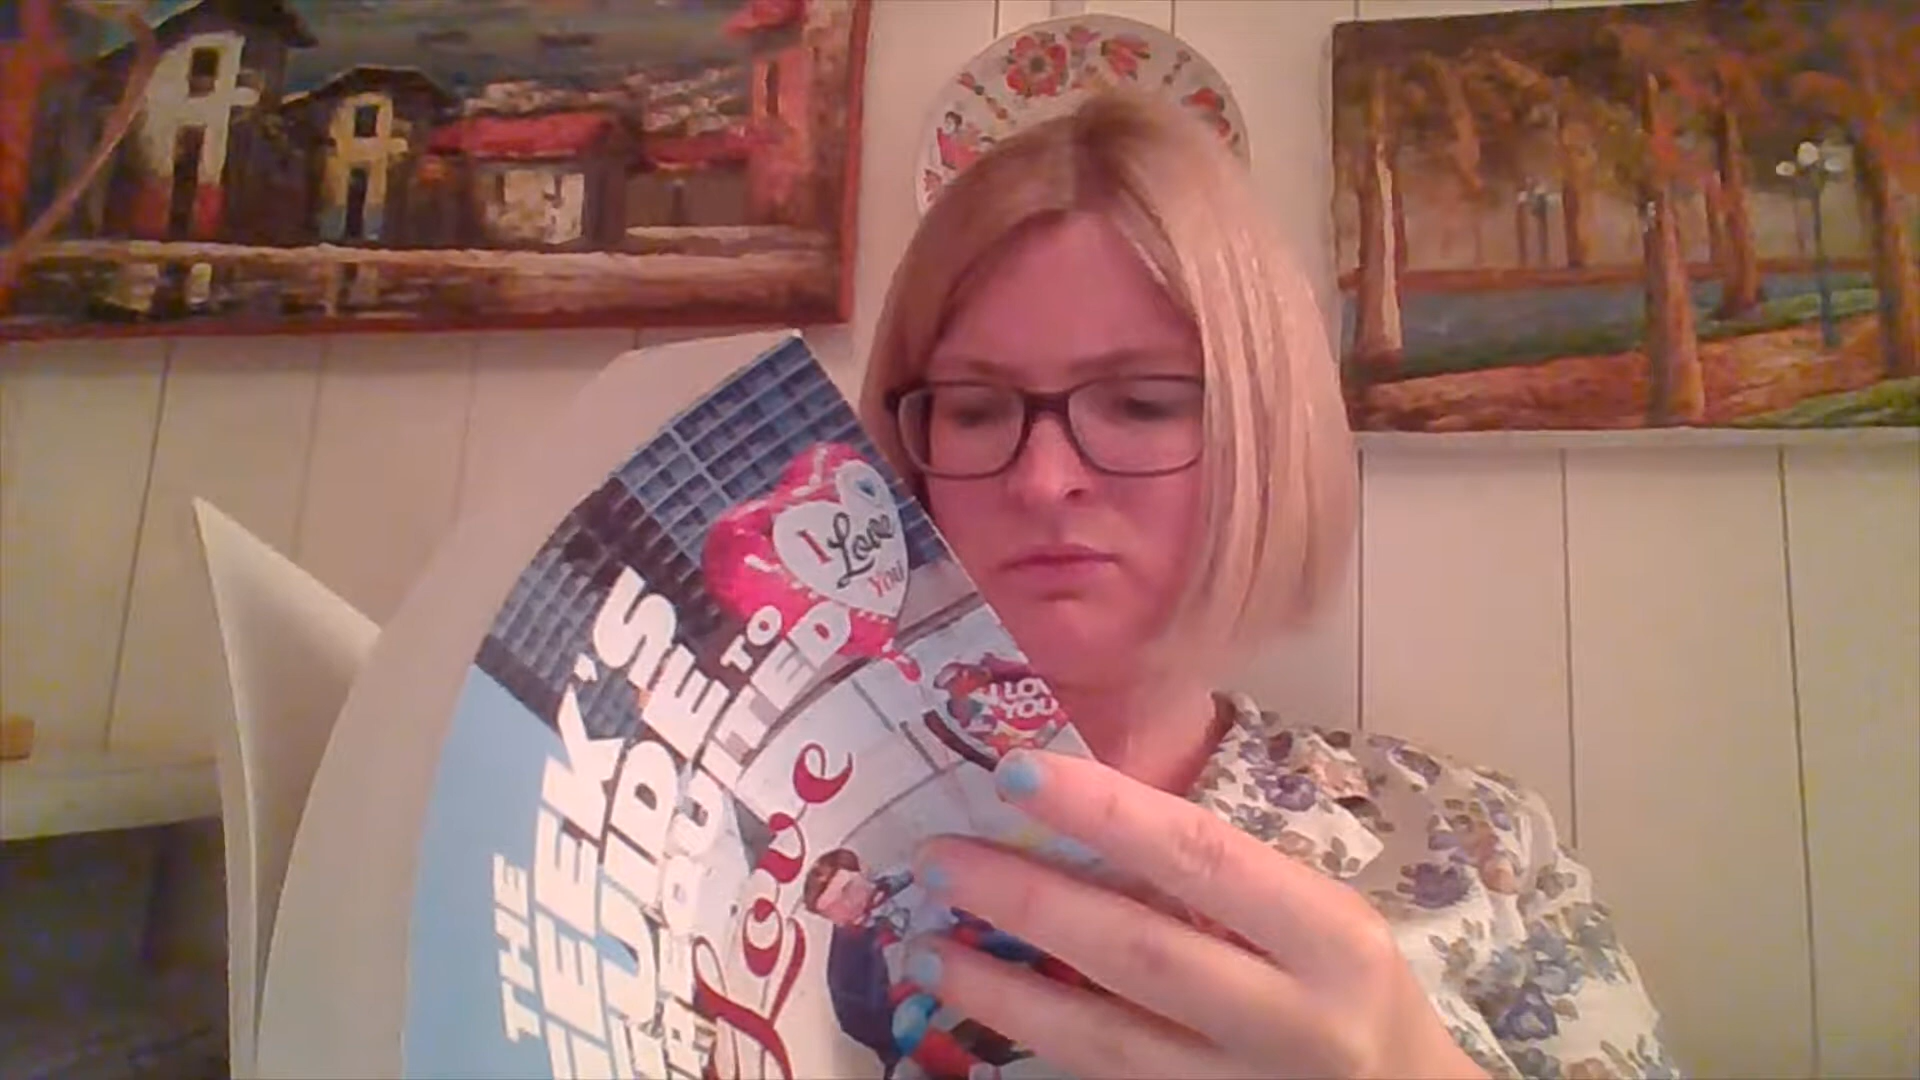 THE
GEEK'S
GUIDE TO
UNREQUITED
Love
I
Love
YOU
I LOVE
YOU